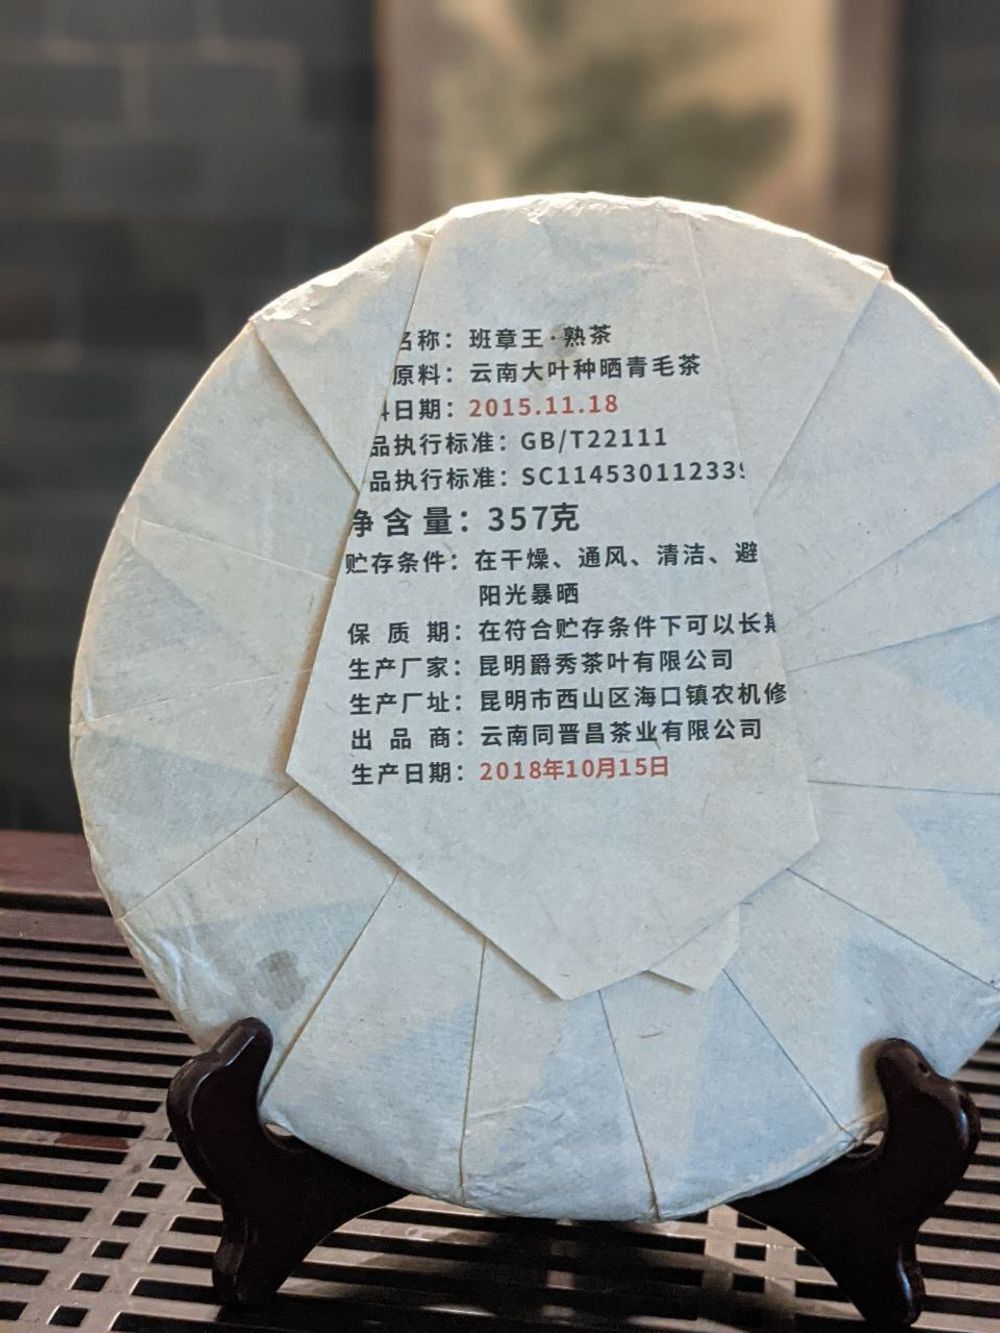 名称：班章王·熟茶
原料：云南大叶种晒青毛茶
日期：2015.11.18
品执行标准：GB/T22111
品执行标准：SC11453011233
净含量：357克
贮存条件：在干燥、通风、清洁、避
阳光暴晒
保质期：在符合贮存条件下可以长期
生产厂家：昆明爵秀茶叶有限公司
生产厂址：昆明市西山区海口镇农机修
出品商：云南同晋昌茶业有限公司
生产日期：2018年10月15日